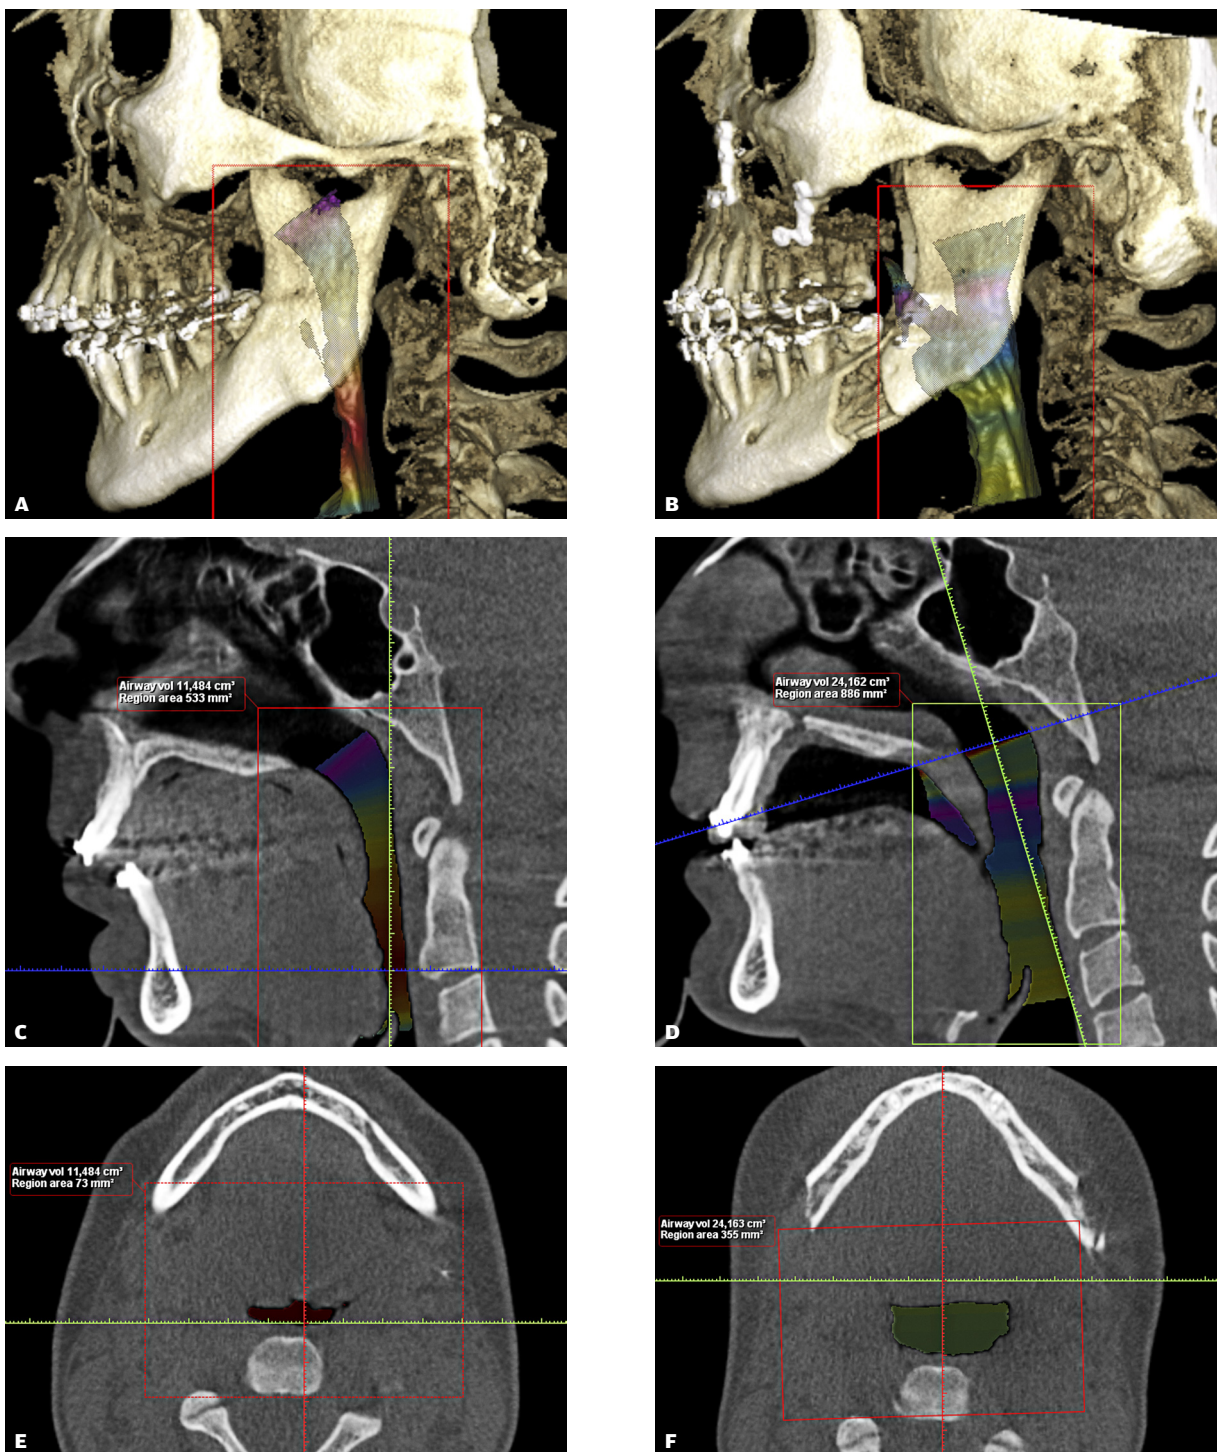 A
B
Airway vol 11,484 cm³
Region area 533 mm²
C
Airway vol 24,162 cm³
Region area 886 mm²
D
Airway vol 11,484 cm³
Region area 73 mm²
E
Airway vol 24,163 cm³
Region area 355 mm²
F